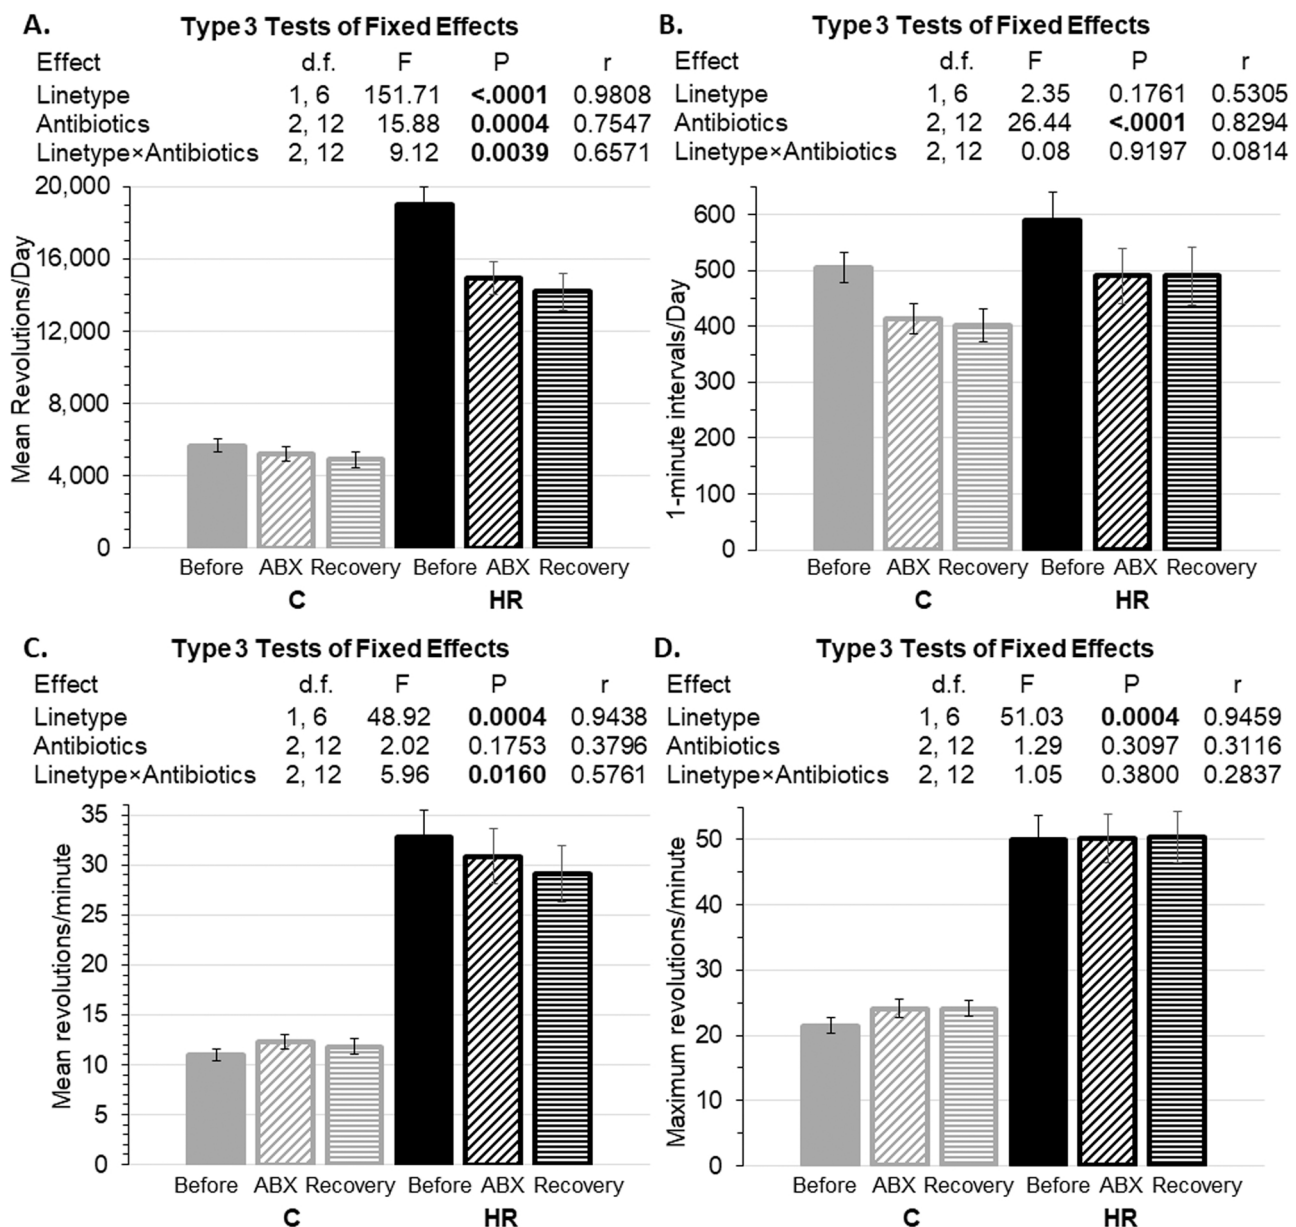 A. Type 3 Tests of Fixed Effects
Effect d.f. F P r
Linetype 1, 6 151.71 <.0001 0.9808
Antibiotics 2, 12 15.88 0.0004 0.7547
Linetype×Antibiotics 2, 12 9.12 0.0039 0.6571
Mean Revolutions/Day
20,000
16,000
12,000
8,000
4,000
0
Before ABX Recovery Before ABX Recovery
C HR
B. Type 3 Tests of Fixed Effects
Effect d.f. F P r
Linetype 1, 6 2.35 0.1761 0.5305
Antibiotics 2, 12 26.44 <.0001 0.8294
Linetype×Antibiotics 2, 12 0.08 0.9197 0.0814
1-minute intervals/Day
600
500
400
300
200
100
0
Before ABX Recovery Before ABX Recovery
C HR
C. Type 3 Tests of Fixed Effects
Effect d.f. F P r
Linetype 1, 6 48.92 0.0004 0.9438
Antibiotics 2, 12 2.02 0.1753 0.3796
Linetype×Antibiotics 2, 12 5.96 0.0160 0.5761
Mean revolutions/minute
35
30
25
20
15
10
5
0
Before ABX Recovery Before ABX Recovery
C HR
D. Type 3 Tests of Fixed Effects
Effect d.f. F P r
Linetype 1, 6 51.03 0.0004 0.9459
Antibiotics 2, 12 1.29 0.3097 0.3116
Linetype×Antibiotics 2, 12 1.05 0.3800 0.2837
Maximum revolutions/minute
50
40
30
20
10
0
Before ABX Recovery Before ABX Recovery
C HR